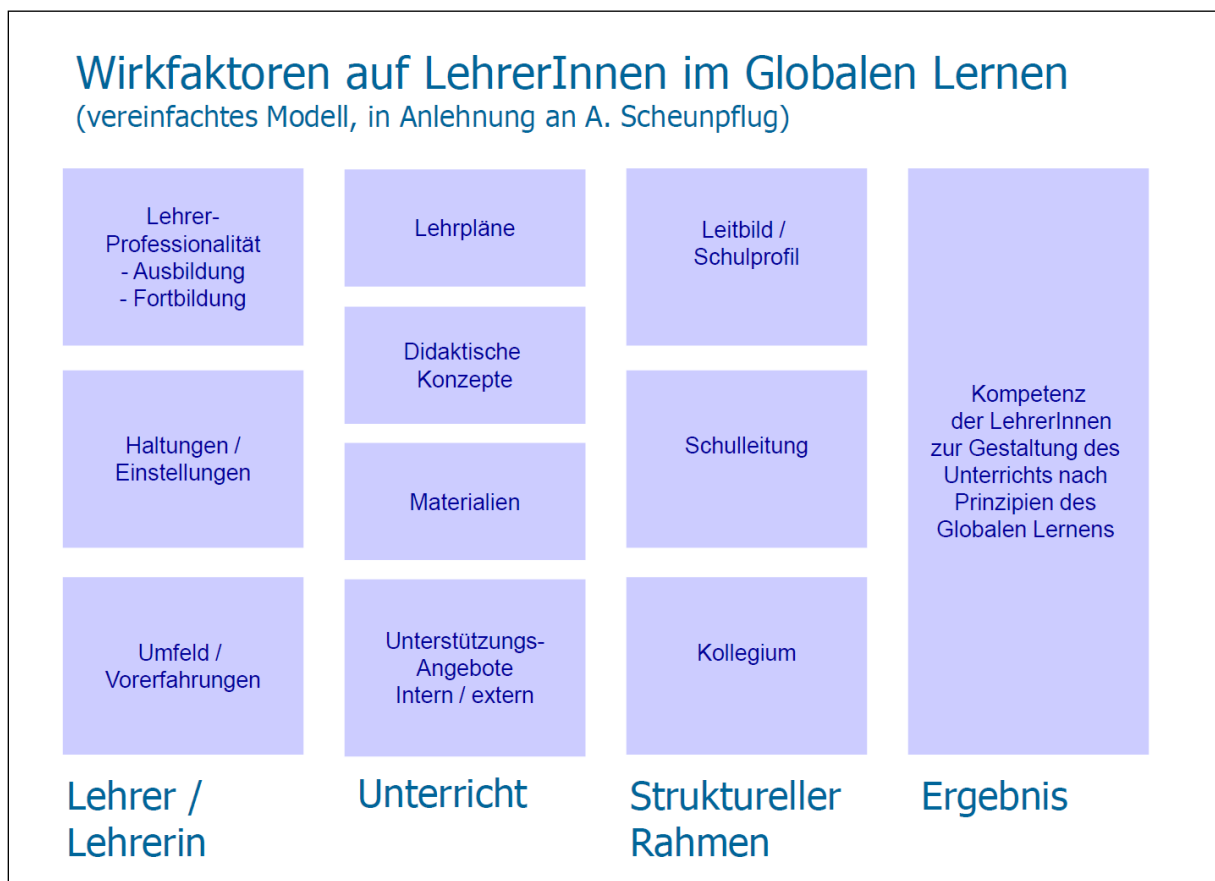 Wirkfaktoren auf LehrerInnen im Globalen Lernen
(vereinfachtes Modell, in Anlehnung an A. Scheunpflug)
Lehrer-
Professionalität
- Ausbildung
- Fortbildung
Haltungen /
Einstellungen
Umfeld /
Vorerfahrungen
Lehrer /
Lehrerin
Lehrpläne
Didaktische
Konzepte
Materialien
Unterstützungs-
Angebote
Intern / extern
Unterricht
Leitbild /
Schulprofil
Schulleitung
Kollegium
Struktureller
Rahmen
Kompetenz
der LehrerInnen
zur Gestaltung des
Unterrichts nach
Prinzipien des
Globalen Lernens
Ergebnis